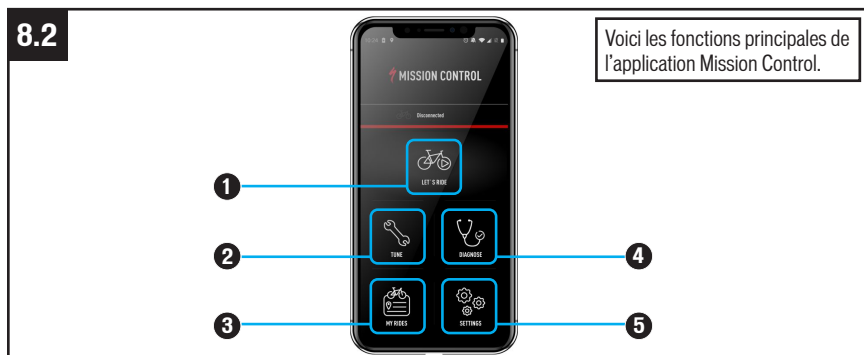 8.2
Voici les fonctions principales de
l'application Mission Control.
MISSION CONTROL
Disconnected
1
LET´S RIDE
2
TUNE
4
DIAGNOSE
3
MY RIDES
5
SETTINGS